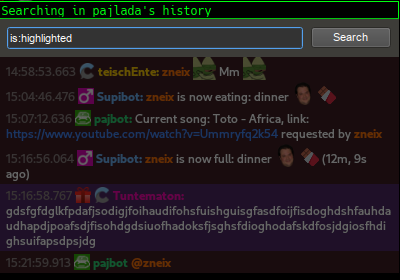 Searching in pajlada's history
is:highlighted
Search
14:58:53.663 teischEnte: zneix Mm
15:04:46.476 Supibot: zneix is now eating: dinner
15:07:12.636 pajbot: Current song: Toto - Africa, link:
https://www.youtube.com/watch?v=Ummryfq2k54 requested by zneix
15:16:56.064 Supibot: zneix is now full: dinner (12m, 9s
ago)
15:16:58.767 Tuntematon:
gdsfgfdglkfpdafjsodigjfoihaudifohsfuishguisgfasdfoijfisdoghdshfauhda
udhapdjpoafsdjfisohdgdsiuofhadoksfjsghsfdioghodafskdfosjdgiosfhdi
ghsuifapsdpsjdg
15:21:59.913 pajbot @zneix